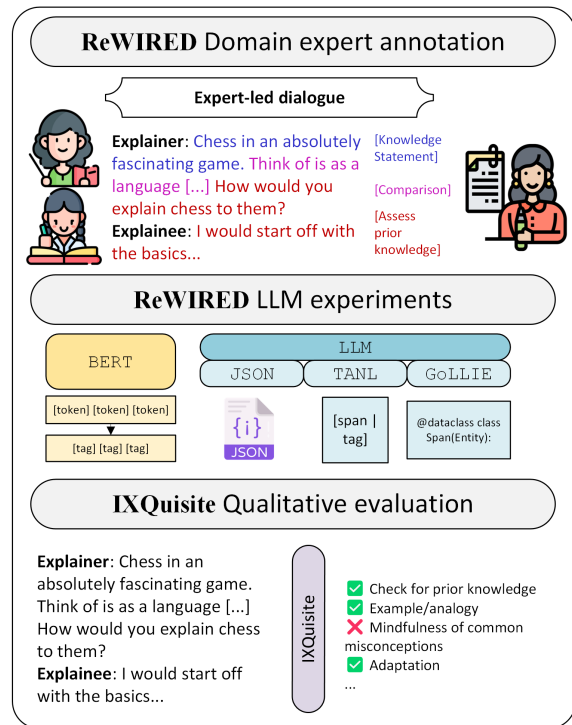 ReWIRED Domain expert annotation
Expert-led dialogue
Explainer: Chess in an absolutely
fascinating game. Think of is as a
language [...] How would you
explain chess to them?
Explainee: I would start off with
the basics...
[Knowledge
Statement]
[Comparison]
[Assess
prior
knowledge]
ReWIRED LLM experiments
BERT
[token] [token] [token]
[tag] [tag] [tag]
LLM
JSON
TANL
GoLLIE
{i}
JSON
[span |
tag]
@dataclass class
Span(Entity):
IXQuisite Qualitative evaluation
Explainer: Chess in an
absolutely fascinating game.
Think of is as a language [...]
How would you explain chess
to them?
Explainee: I would start off
with the basics...
IXQUISITE
Check for prior knowledge
Example/analogy
Mindfulness of common
misconceptions
Adaptation
...